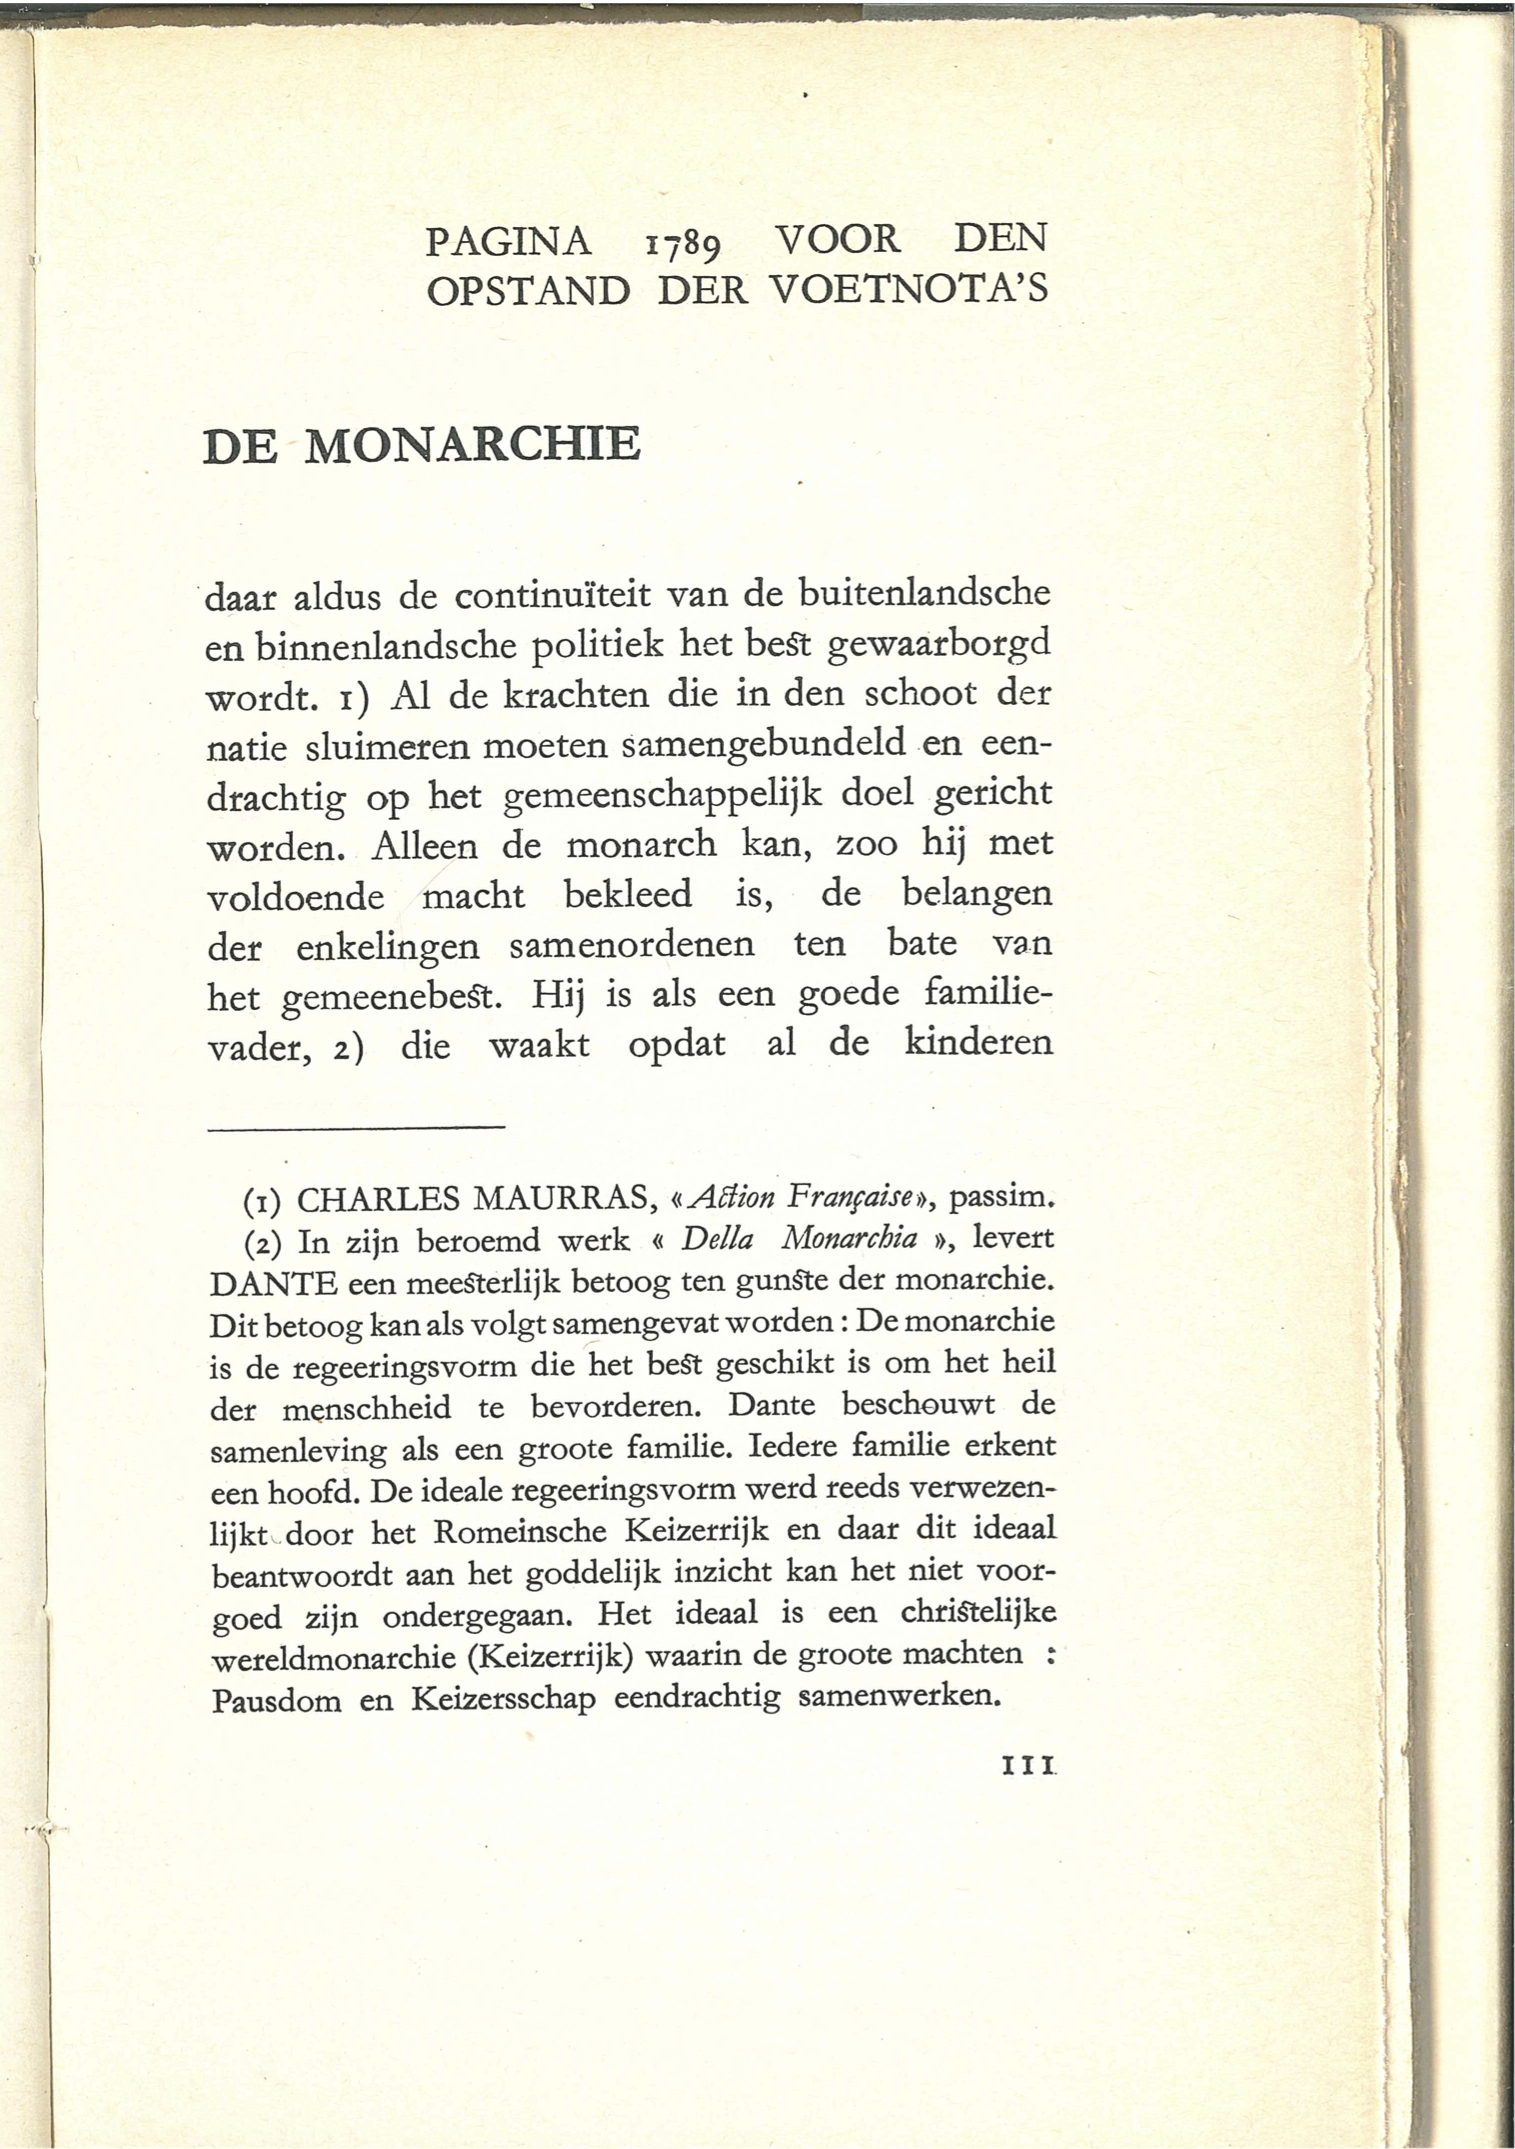 PAGINA 1789 VOOR DEN
OPSTAND DER VOETNOTA'S
DE MONARCHIE
daar aldus de continuïteit van de buitenlandsche
en binnenlandsche politiek het best gewaarborgd
wordt. 1) Al de krachten die in den schoot der
natie sluimeren moeten samengebundeld en een-
drachtig op het gemeenschappelijk doel gericht
worden. Alleen de monarch kan, zoo hij met
voldoende macht bekleed is, de belangen
der enkelingen samenordenen ten bate van
het gemeenebest. Hij is als een goede familie-
vader, 2) die waakt opdat al de kinderen
(1) CHARLES MAURRAS, «Action Française», passim.
(2) In zijn beroemd werk « Della Monarchia », levert
DANTE een meesterlijk betoog ten gunste der monarchie.
Dit betoog kan als volgt samengevat worden : De monarchie
is de regeeringsvorm die het best geschikt is om het heil
der menschheid te bevorderen. Dante beschouwt de
samenleving als een groote familie. Iedere familie erkent
een hoofd. De ideale regeeringsvorm werd reeds verwezen-
lijkt door het Romeinsche Keizerrijk en daar dit ideaal
beantwoordt aan het goddelijk inzicht kan het niet voor-
goed zijn ondergegaan. Het ideaal is een christelijke
wereldmonarchie (Keizerrijk) waarin de groote machten :
Pausdom en Keizersschap eendrachtig samenwerken.
111